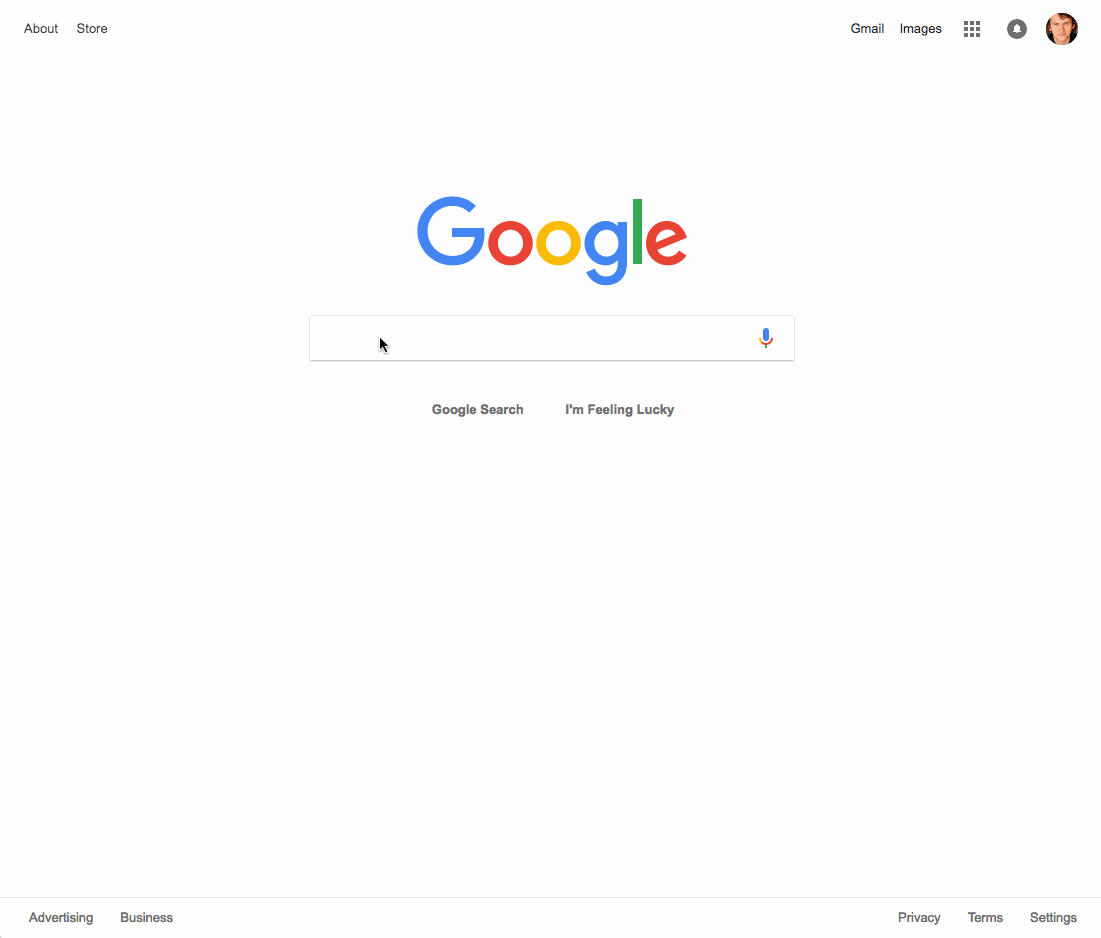 About Store Gmail Images
Google
Google Search I'm Feeling Lucky
Advertising Business Privacy Terms Settings